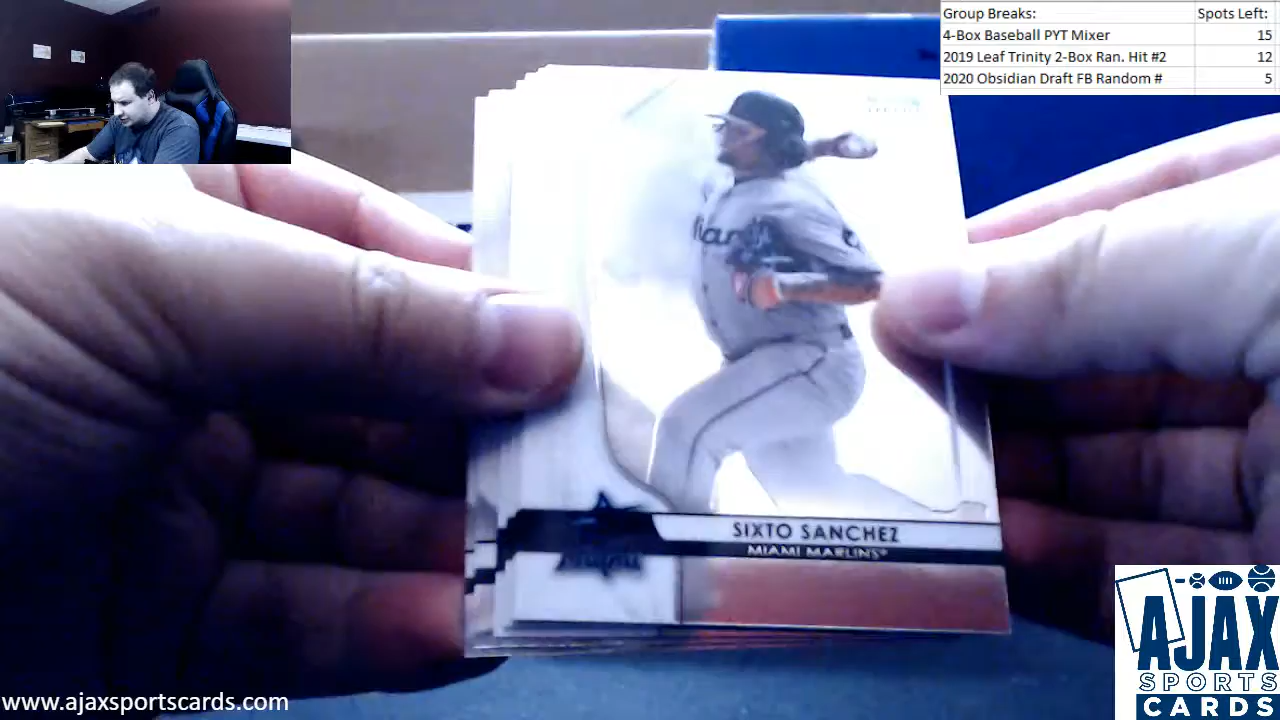 Group Breaks: Spots Left:
4-Box Baseball PYT Mixer 15
2019 Leaf Trinity 2-Box Ran. Hit #2 12
2020 Obsidian Draft FB Random # 5
SIXTO SANCHEZ
MIAMI MARLINS®
www.ajaxsportscards.com
AJAX
SPORTS
CARDS